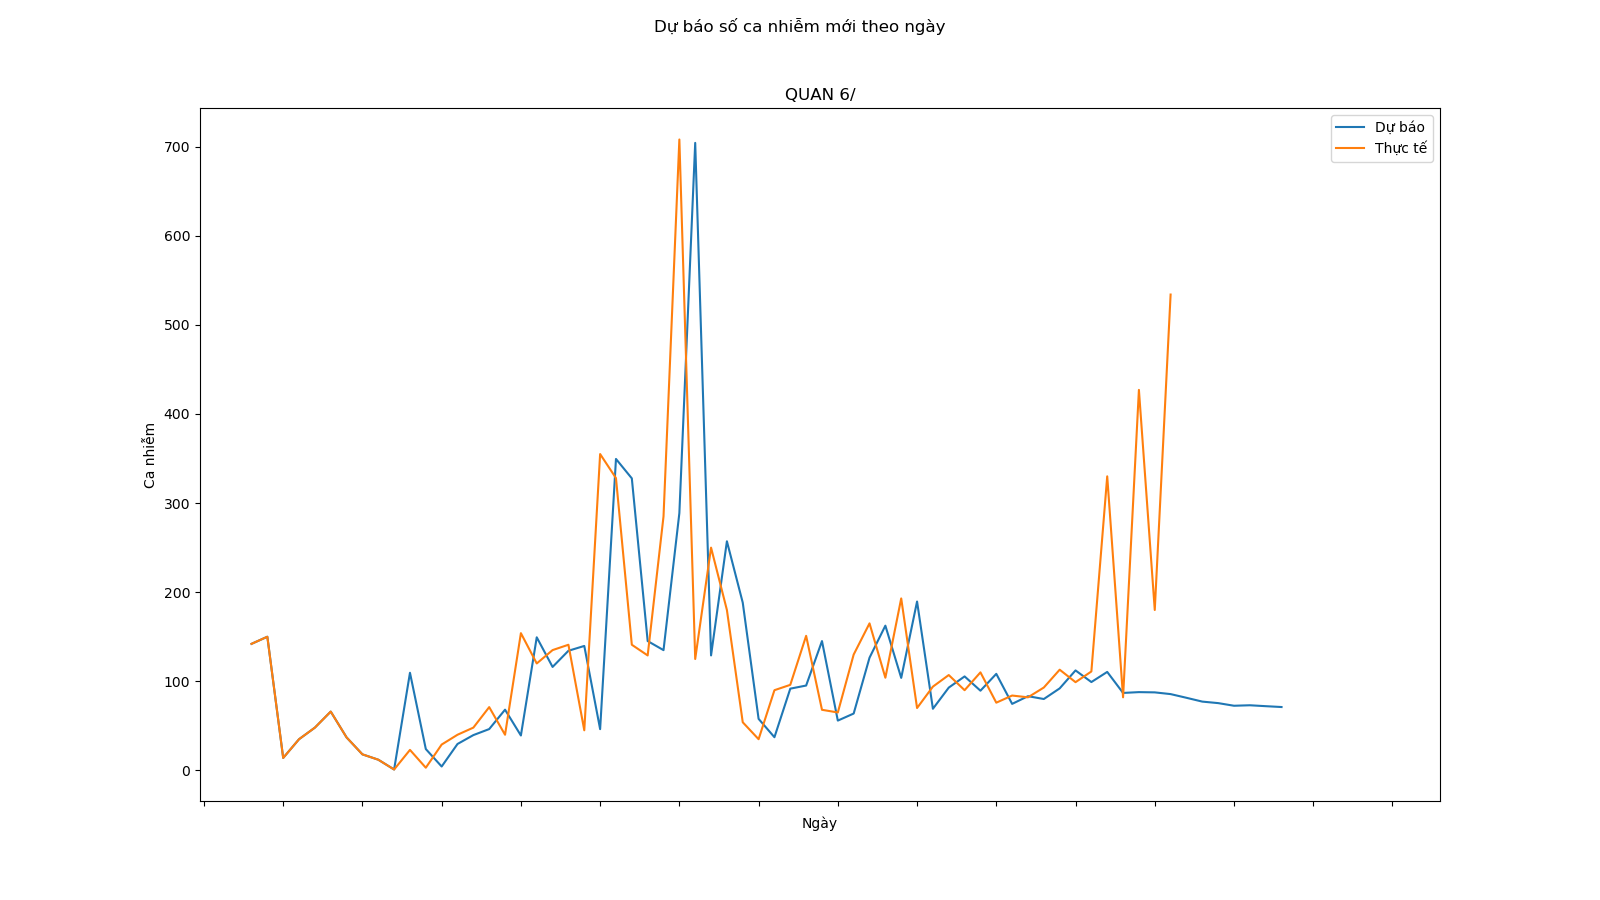 Dự báo số ca nhiễm mới theo ngày
QUAN 6/
Dự báo
Thực tế
700
600
500
400
300
200
100
0
Ca nhiễm
Ngày